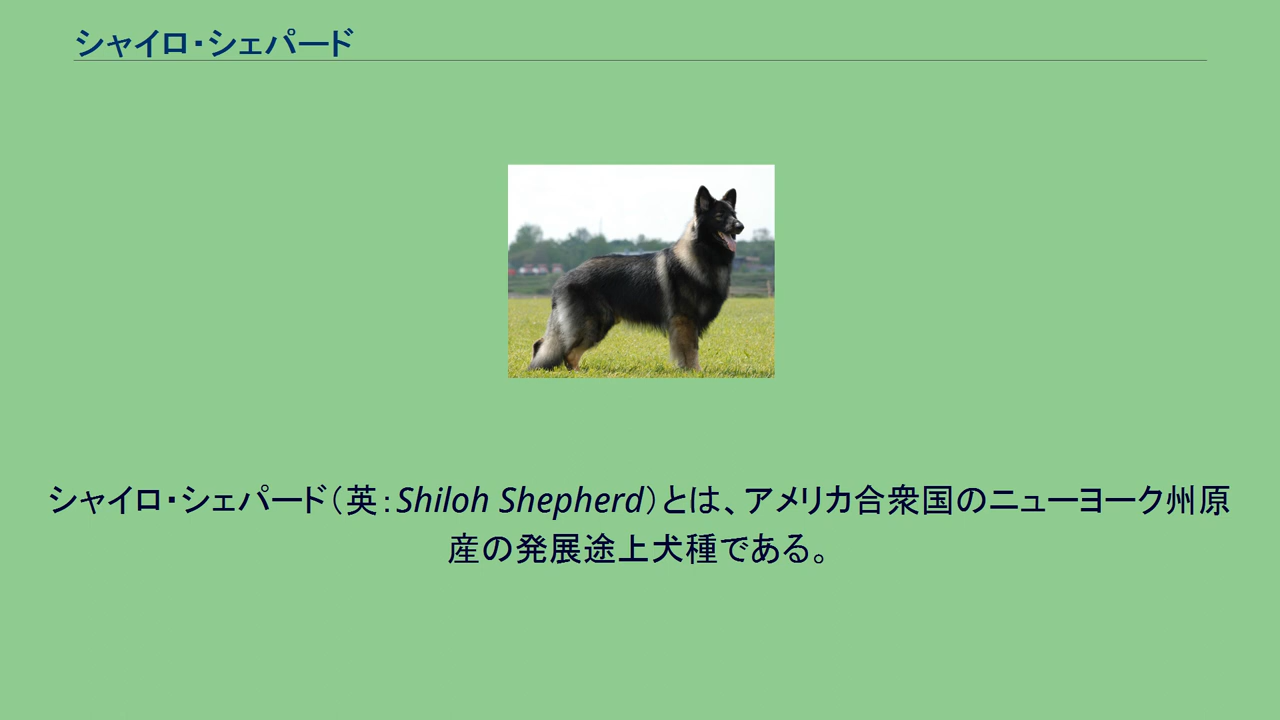 シャイロ・シェパード
シャイロ・シェパード（英：Shiloh Shepherd）とは、アメリカ合衆国のニューヨーク州原
産の発展途上犬種である。